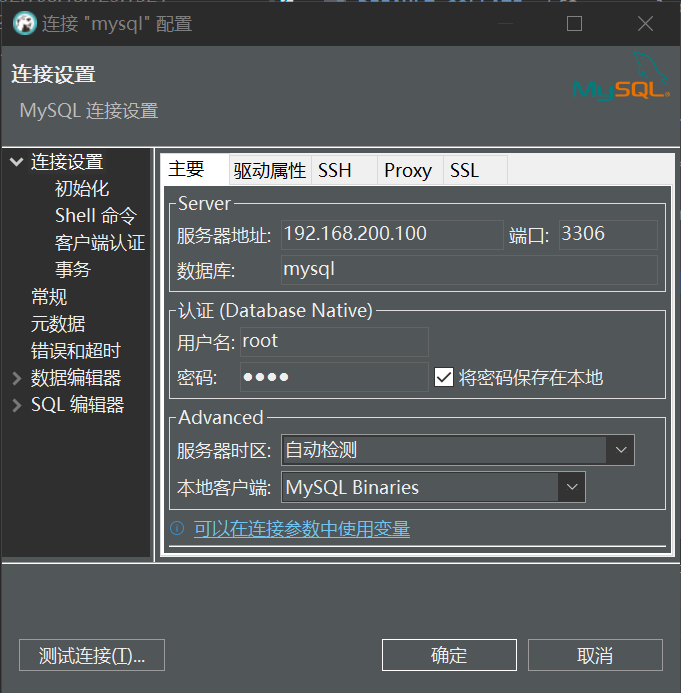 连接 "mysql" 配置
连接设置
MySQL 连接设置
MySQL
连接设置
初始化
Shell 命令
客户端认证
事务
常规
元数据
错误和超时
数据编辑器
SQL 编辑器
主要 驱动属性 SSH Proxy SSL
Server
服务器地址: 192.168.200.100 端口: 3306
数据库: mysql
认证 (Database Native)
用户名: root
密码: ●●●● 将密码保存在本地
Advanced
服务器时区: 自动检测
本地客户端: MySQL Binaries
可以在连接参数中使用变量
测试连接(T)... 确定 取消